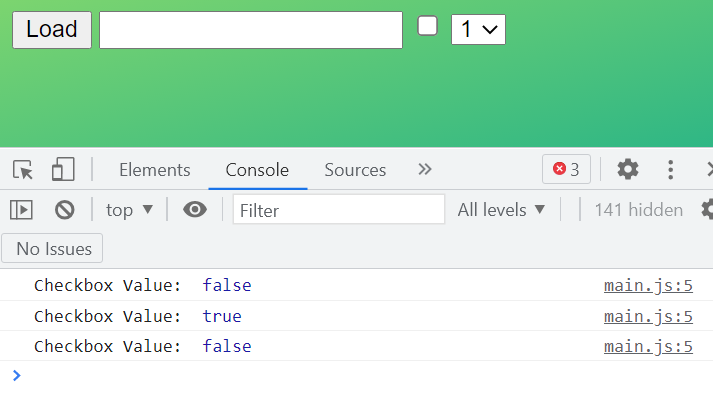 Load 1
Elements Console Sources 3
top Filter All levels 141 hidden
No Issues
Checkbox Value: false main.js:5
Checkbox Value: true main.js:5
Checkbox Value: false main.js:5